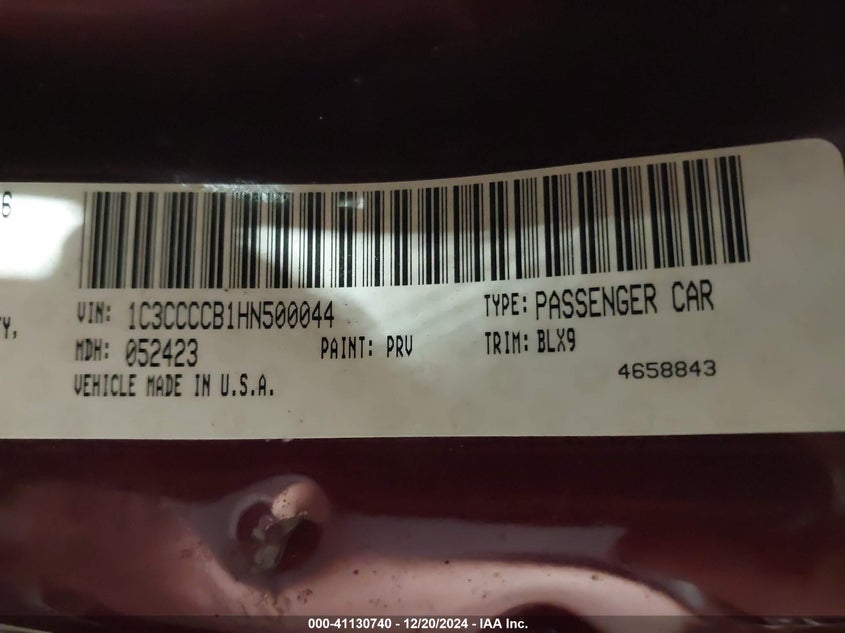 6
Y,
VIN: 1C3CCCCB1HN500044 TYPE: PASSENGER CAR
MDH: 052423 PAINT: PRV TRIM: BLX9
VEHICLE MADE IN U.S.A. 4658843
000-41130740 - 12/20/2024 - IAA Inc.